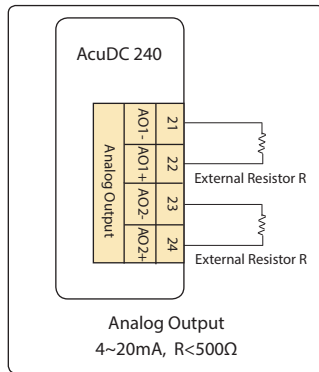 AcuDC 240
Analog Output
AO1- 21
AO1+ 22
External Resistor R
AO2- 23
AO2+ 24
External Resistor R
Analog Output
4~20mA, R<500Ω